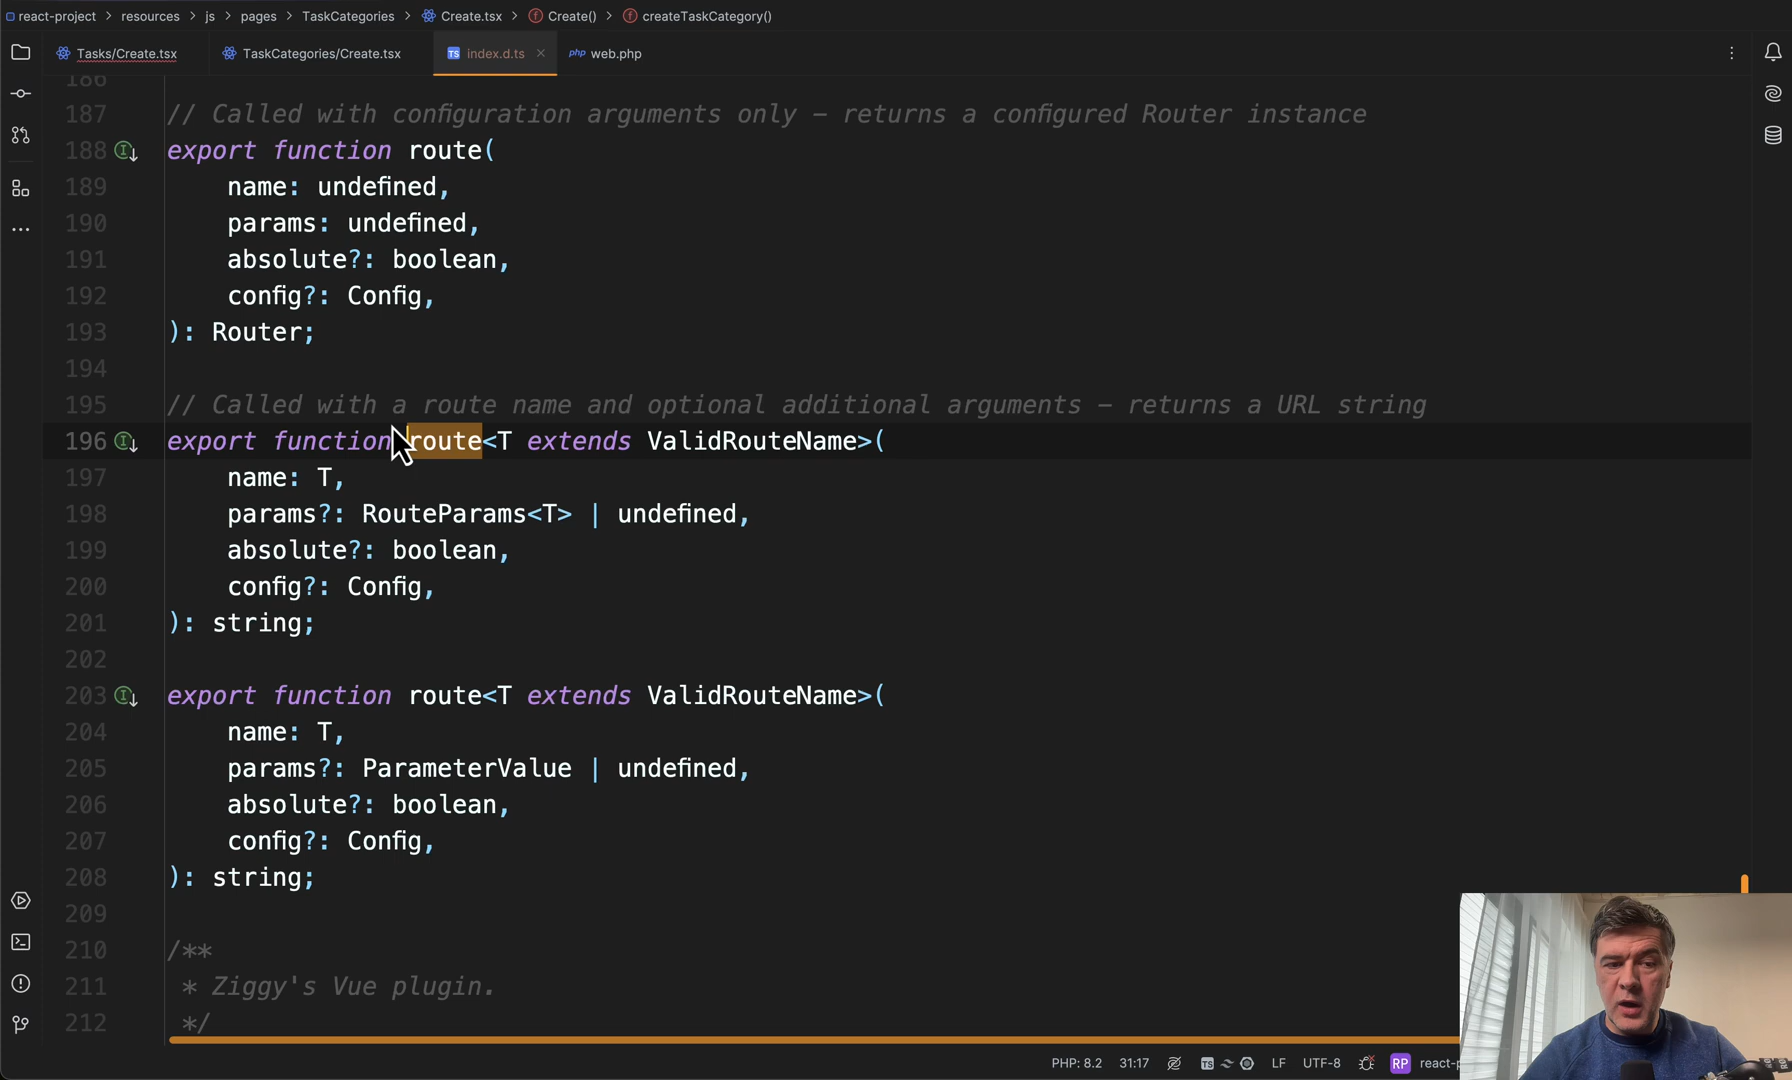 react-project > resources > js > pages > TaskCategories > Create.tsx > Create() > createTaskCategory()
Tasks/Create.tsx TaskCategories/Create.tsx TS index.d.ts × php web.php
186
187 // Called with configuration arguments only – returns a configured Router instance
188 export function route(
189 name: undefined,
190 params: undefined,
191 absolute?: boolean,
192 config?: Config,
193 ): Router;
194
195 // Called with a route name and optional additional arguments – returns a URL string
196 export function route<T extends ValidRouteName>(
197 name: T,
198 params?: RouteParams<T> | undefined,
199 absolute?: boolean,
200 config?: Config,
201 ): string;
202
203 export function route<T extends ValidRouteName>(
204 name: T,
205 params?: ParameterValue | undefined,
206 absolute?: boolean,
207 config?: Config,
208 ): string;
209
210 /**
211 * Ziggy's Vue plugin.
212 */
PHP: 8.2 31:17 TS LF UTF-8 RP react-p